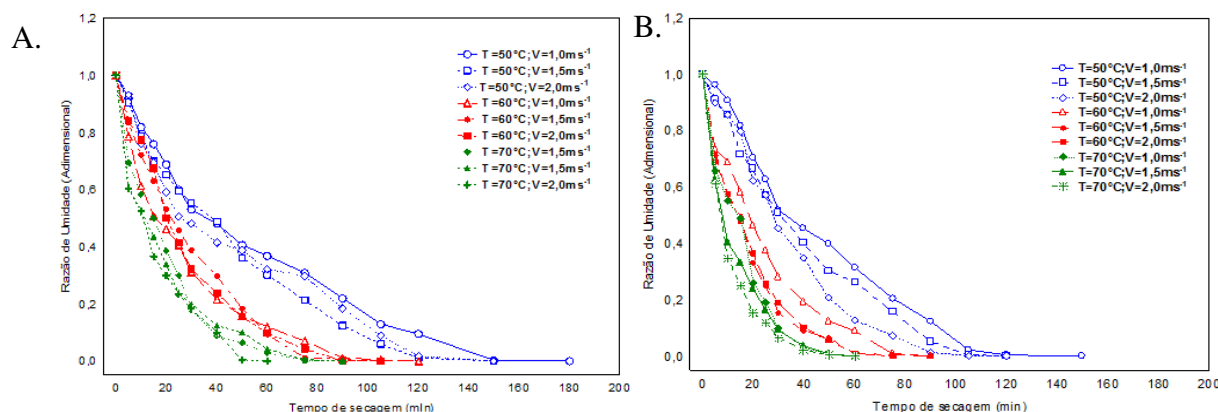 A.
1,2
1,0
0,8
0,6
0,4
0,2
0,0
Razão de Umidade (Admensional)
0 20 40 60 80 100 120 140 160 180 200
Tempo de secagem (min)
T =50°C;V=1,0ms⁻¹
T =50°C;V=1,5ms⁻¹
T=50°C;V=2,0ms⁻¹
T =60°C;V=1,0ms⁻¹
T =60°C;V=1,5ms⁻¹
T =60°C;V=2,0ms⁻¹
T =70°C;V=1,5ms⁻¹
T =70°C;V=1,5ms⁻¹
T =70°C;V=2,0ms⁻¹
B.
1,2
1,0
0,8
0,6
0,4
0,2
0,0
Razão de Umidade (Adimensional)
0 20 40 60 80 100 120 140 160 180 200
Tempo de secagem (min)
T=50°C;V=1,0ms⁻¹
T=50°C;V=1,5ms⁻¹
T=50°C;V=2,0ms⁻¹
T=60°C;V=1,0ms⁻¹
T=60°C;V=1,5ms⁻¹
T=60°C;V=2,0ms⁻¹
T=70°C;V=1,0ms⁻¹
T=70°C;V=1,5ms⁻¹
T=70°C;V=2,0ms⁻¹